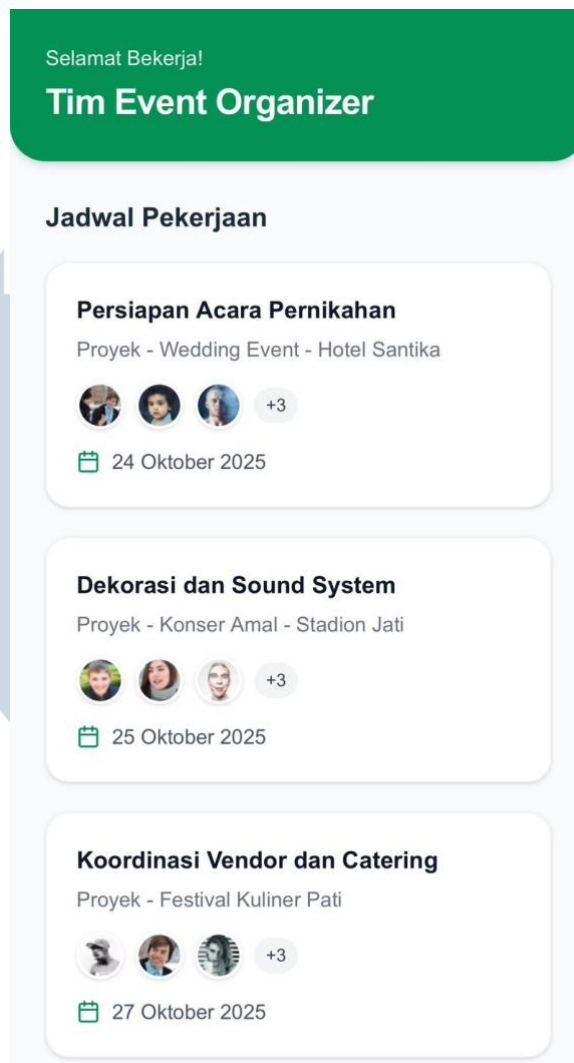 Selamat Bekerja!
Tim Event Organizer
Jadwal Pekerjaan
Persiapan Acara Pernikahan
Proyek - Wedding Event - Hotel Santika
+3
24 Oktober 2025
Dekorasi dan Sound System
Proyek - Konser Amal - Stadion Jati
+3
25 Oktober 2025
Koordinasi Vendor dan Catering
Proyek - Festival Kuliner Pati
+3
27 Oktober 2025